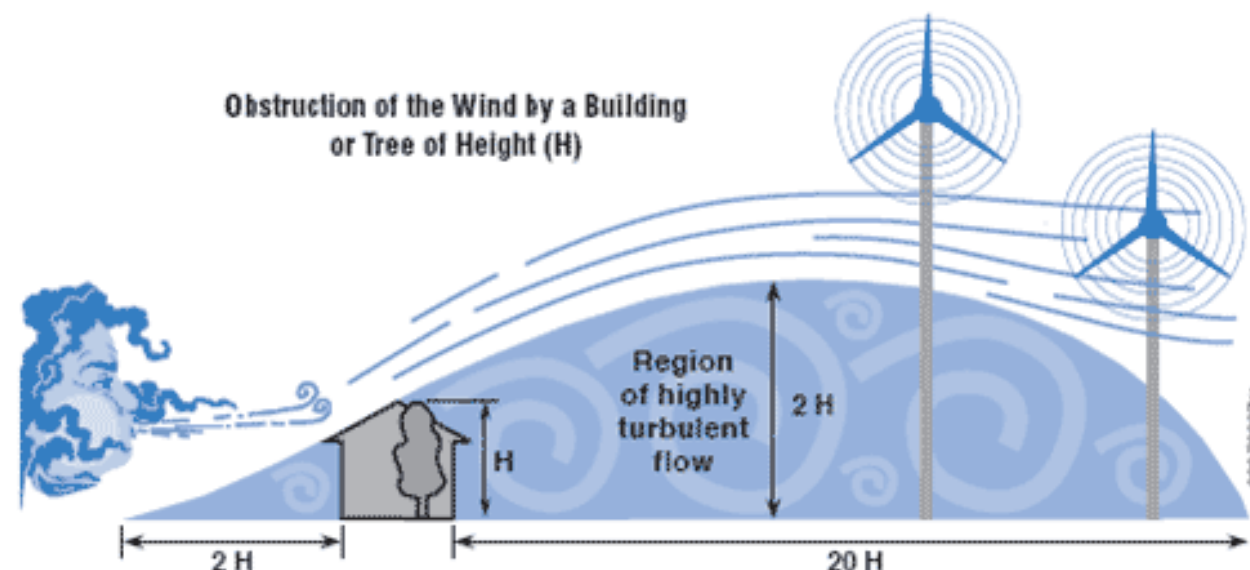 Obstruction of the Wind by a Building
or Tree of Height (H)
Region
of highly
turbulent
flow
2 H
H
2 H
20 H